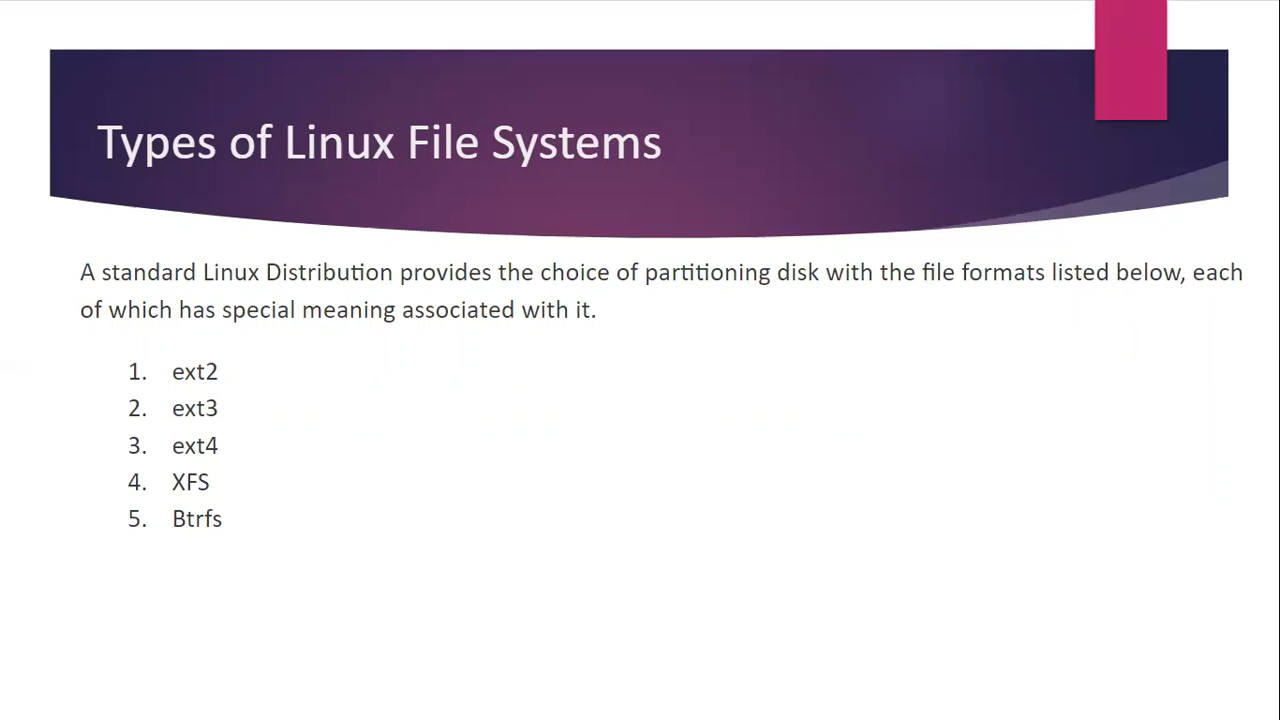 Types of Linux File Systems
A standard Linux Distribution provides the choice of partitioning disk with the file formats listed below, each
of which has special meaning associated with it.
1. ext2
2. ext3
3. ext4
4. XFS
5. Btrfs